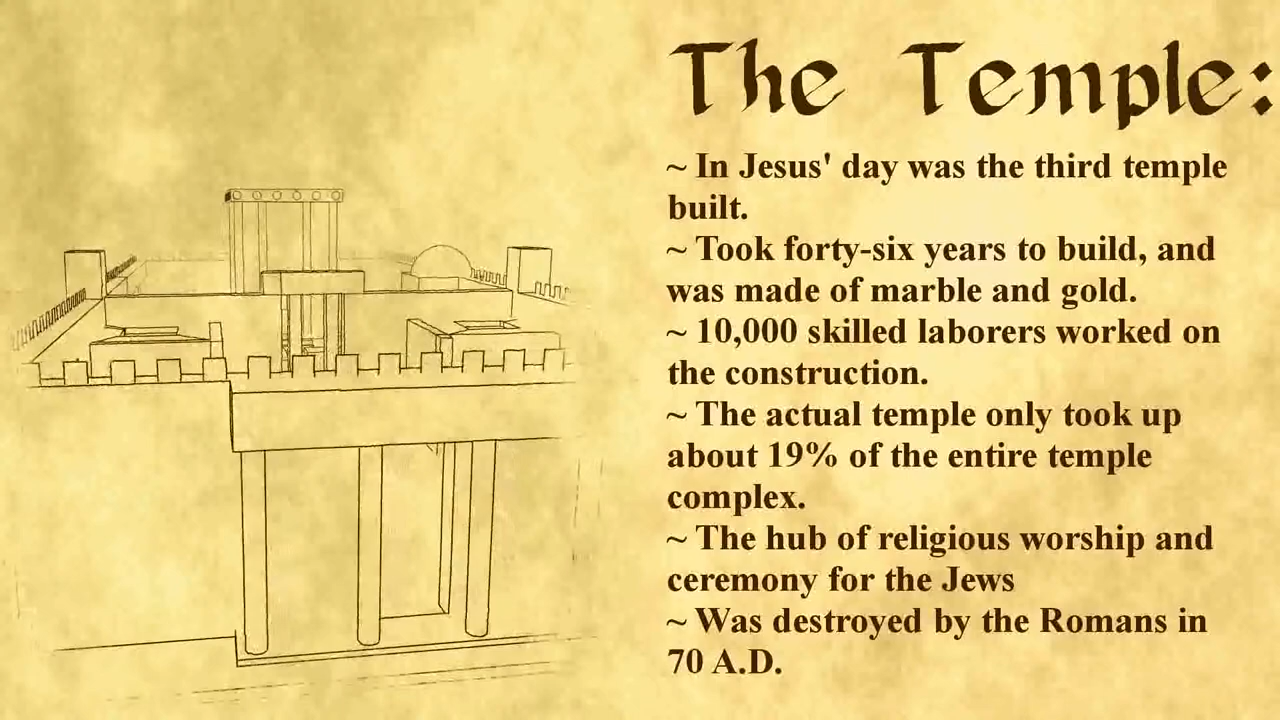 The Temple:
~ In Jesus' day was the third temple
built.
~ Took forty-six years to build, and
was made of marble and gold.
~ 10,000 skilled laborers worked on
the construction.
~ The actual temple only took up
about 19% of the entire temple
complex.
~ The hub of religious worship and
ceremony for the Jews
~ Was destroyed by the Romans in
70 A.D.